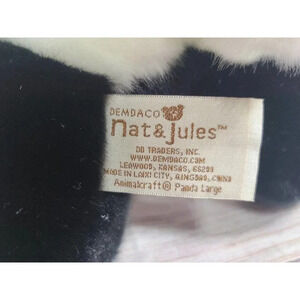 DEMDACO
nat & jules™
DD TRADERS, INC.
WWW.DEMDACO.COM
LEAWOOD, KANSAS, 66209
MADE IN LAIXI CITY, QINGDAO, CHINA
Animalcraft® Panda Large